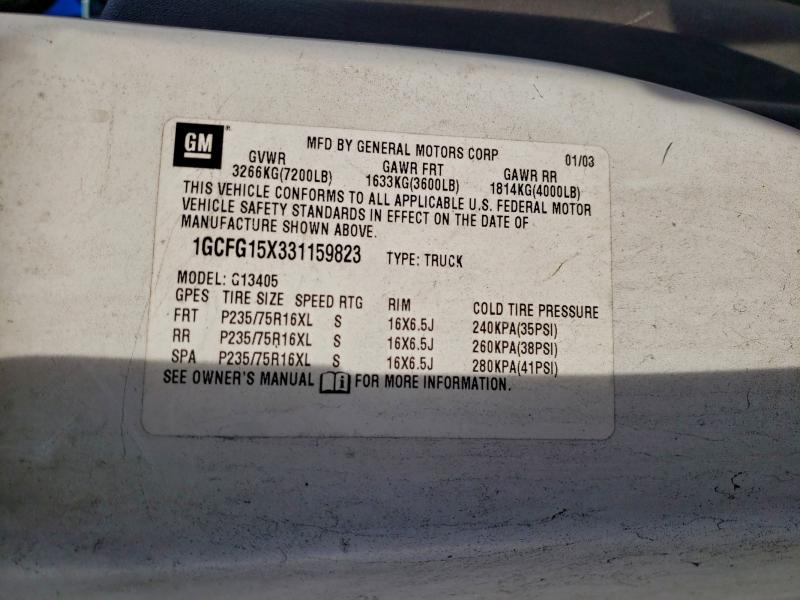 GM
MFD BY GENERAL MOTORS CORP 01/03
GVWR GAWR FRT GAWR RR
3266KG(7200LB) 1633KG(3600LB) 1814KG(4000LB)
THIS VEHICLE CONFORMS TO ALL APPLICABLE U.S. FEDERAL MOTOR
VEHICLE SAFETY STANDARDS IN EFFECT ON THE DATE OF
MANUFACTURE SHOWN ABOVE.
1GCFG15X331159823 TYPE: TRUCK
MODEL: G13405
GPES TIRE SIZE SPEED RTG RIM COLD TIRE PRESSURE
FRT P235/75R16XL S 16X6.5J 240KPA(35PSI)
RR P235/75R16XL S 16X6.5J 260KPA(38PSI)
SPA P235/75R16XL S 16X6.5J 280KPA(41PSI)
SEE OWNER'S MANUAL FOR MORE INFORMATION.